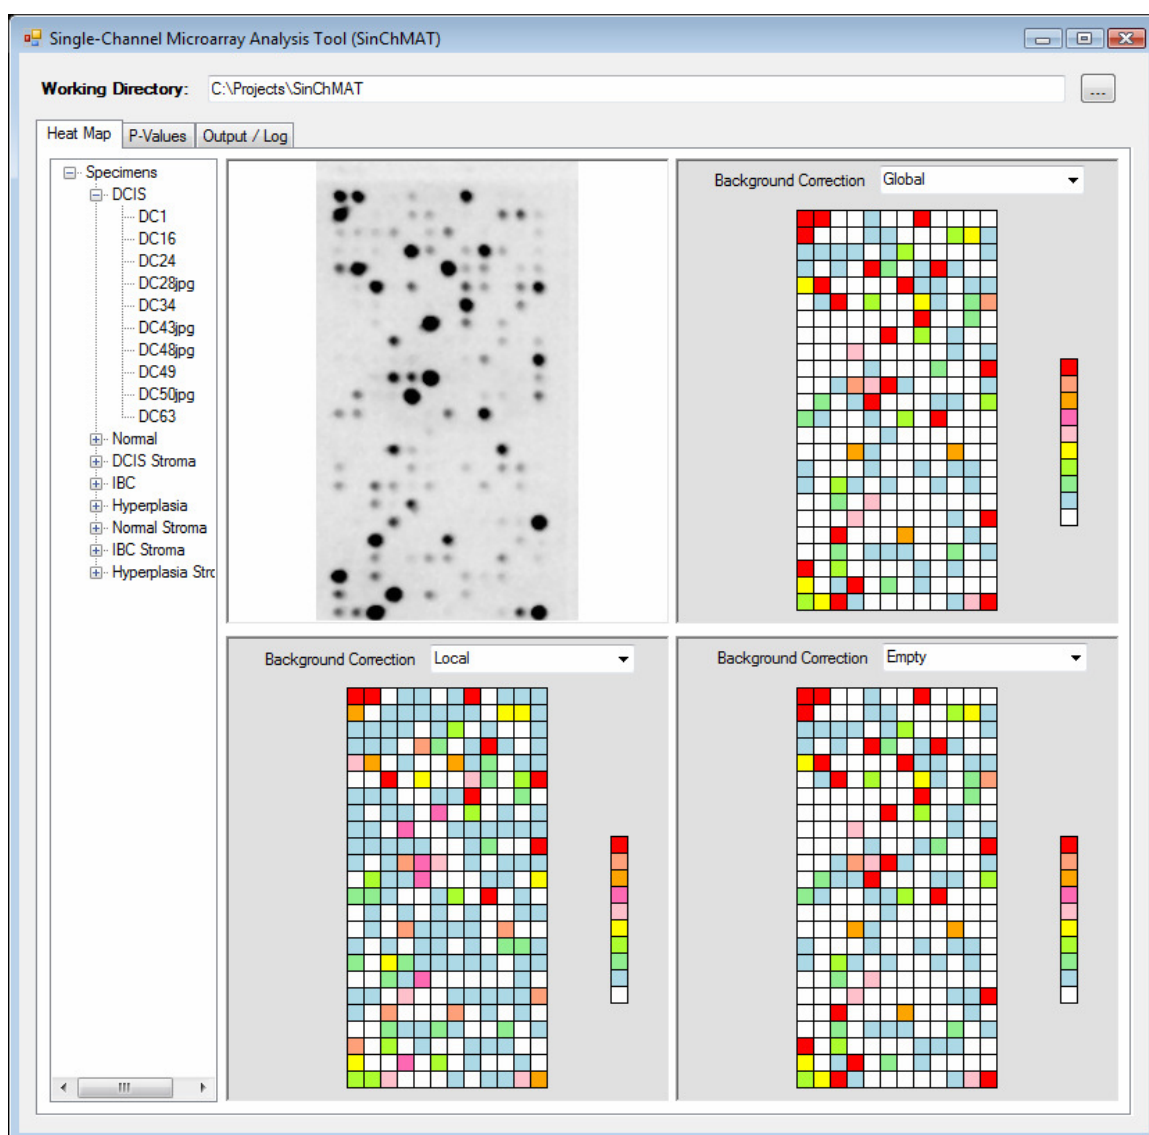 Single-Channel Microarray Analysis Tool (SinChMAT)
Working Directory: C:\Projects\SinChMAT ...
Heat Map P-Values Output / Log
Specimens
DCIS
DC1
DC16
DC24
DC28jpg
DC34
DC43jpg
DC48jpg
DC49
DC50jpg
DC63
Normal
DCIS Stroma
IBC
Hyperplasia
Normal Stroma
IBC Stroma
Hyperplasia Strc
Background Correction Global
Background Correction Local
Background Correction Empty